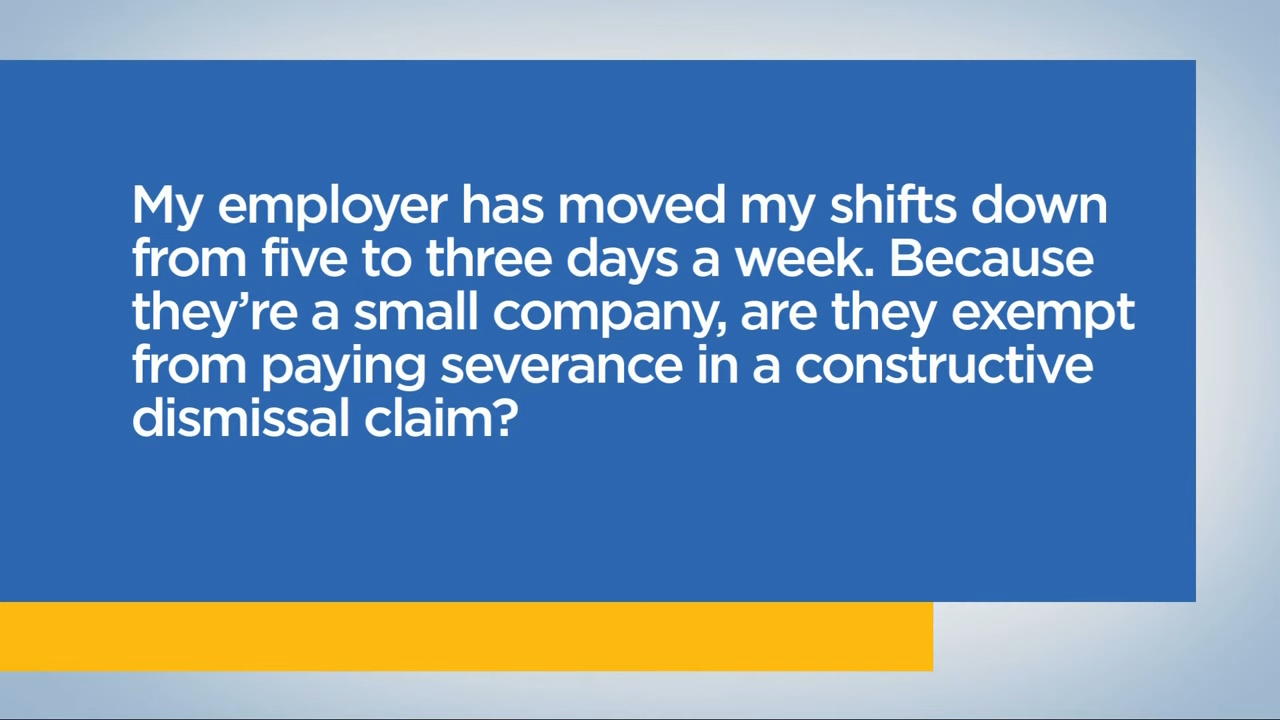 My employer has moved my shifts down
from five to three days a week. Because
they’re a small company, are they exempt
from paying severance in a constructive
dismissal claim?